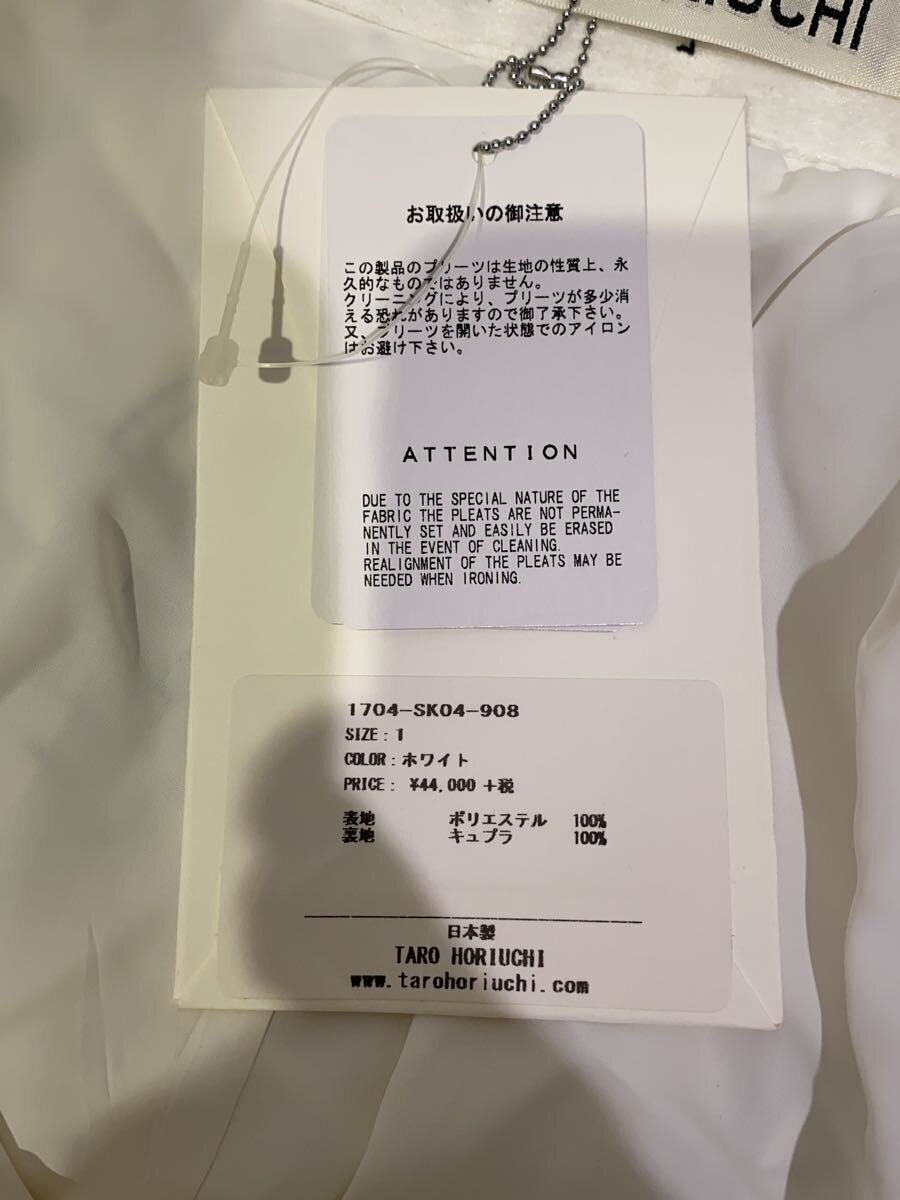 お取扱いの御注意
この製品のプリーツは生地の性質上、永
久的なものではありません。
クリーニングにより、プリーツが多少消
える恐れがありますので御了承下さい。
又、プリーツを開いた状態でのアイロン
はお避け下さい。
ATTENTION
DUE TO THE SPECIAL NATURE OF THE
FABRIC THE PLEATS ARE NOT PERMA-
NENTLY SET AND EASILY BE ERASED
IN THE EVENT OF CLEANING.
REALIGNMENT OF THE PLEATS MAY BE
NEEDED WHEN IRONING.
1704-SK04-908
SIZE : 1
COLOR : ホワイト
PRICE : ¥44,000 +税
表地 ポリエステル 100%
裏地 キュプラ 100%
日本製
TARO HORIUCHI
www.tarohoriuchi.com